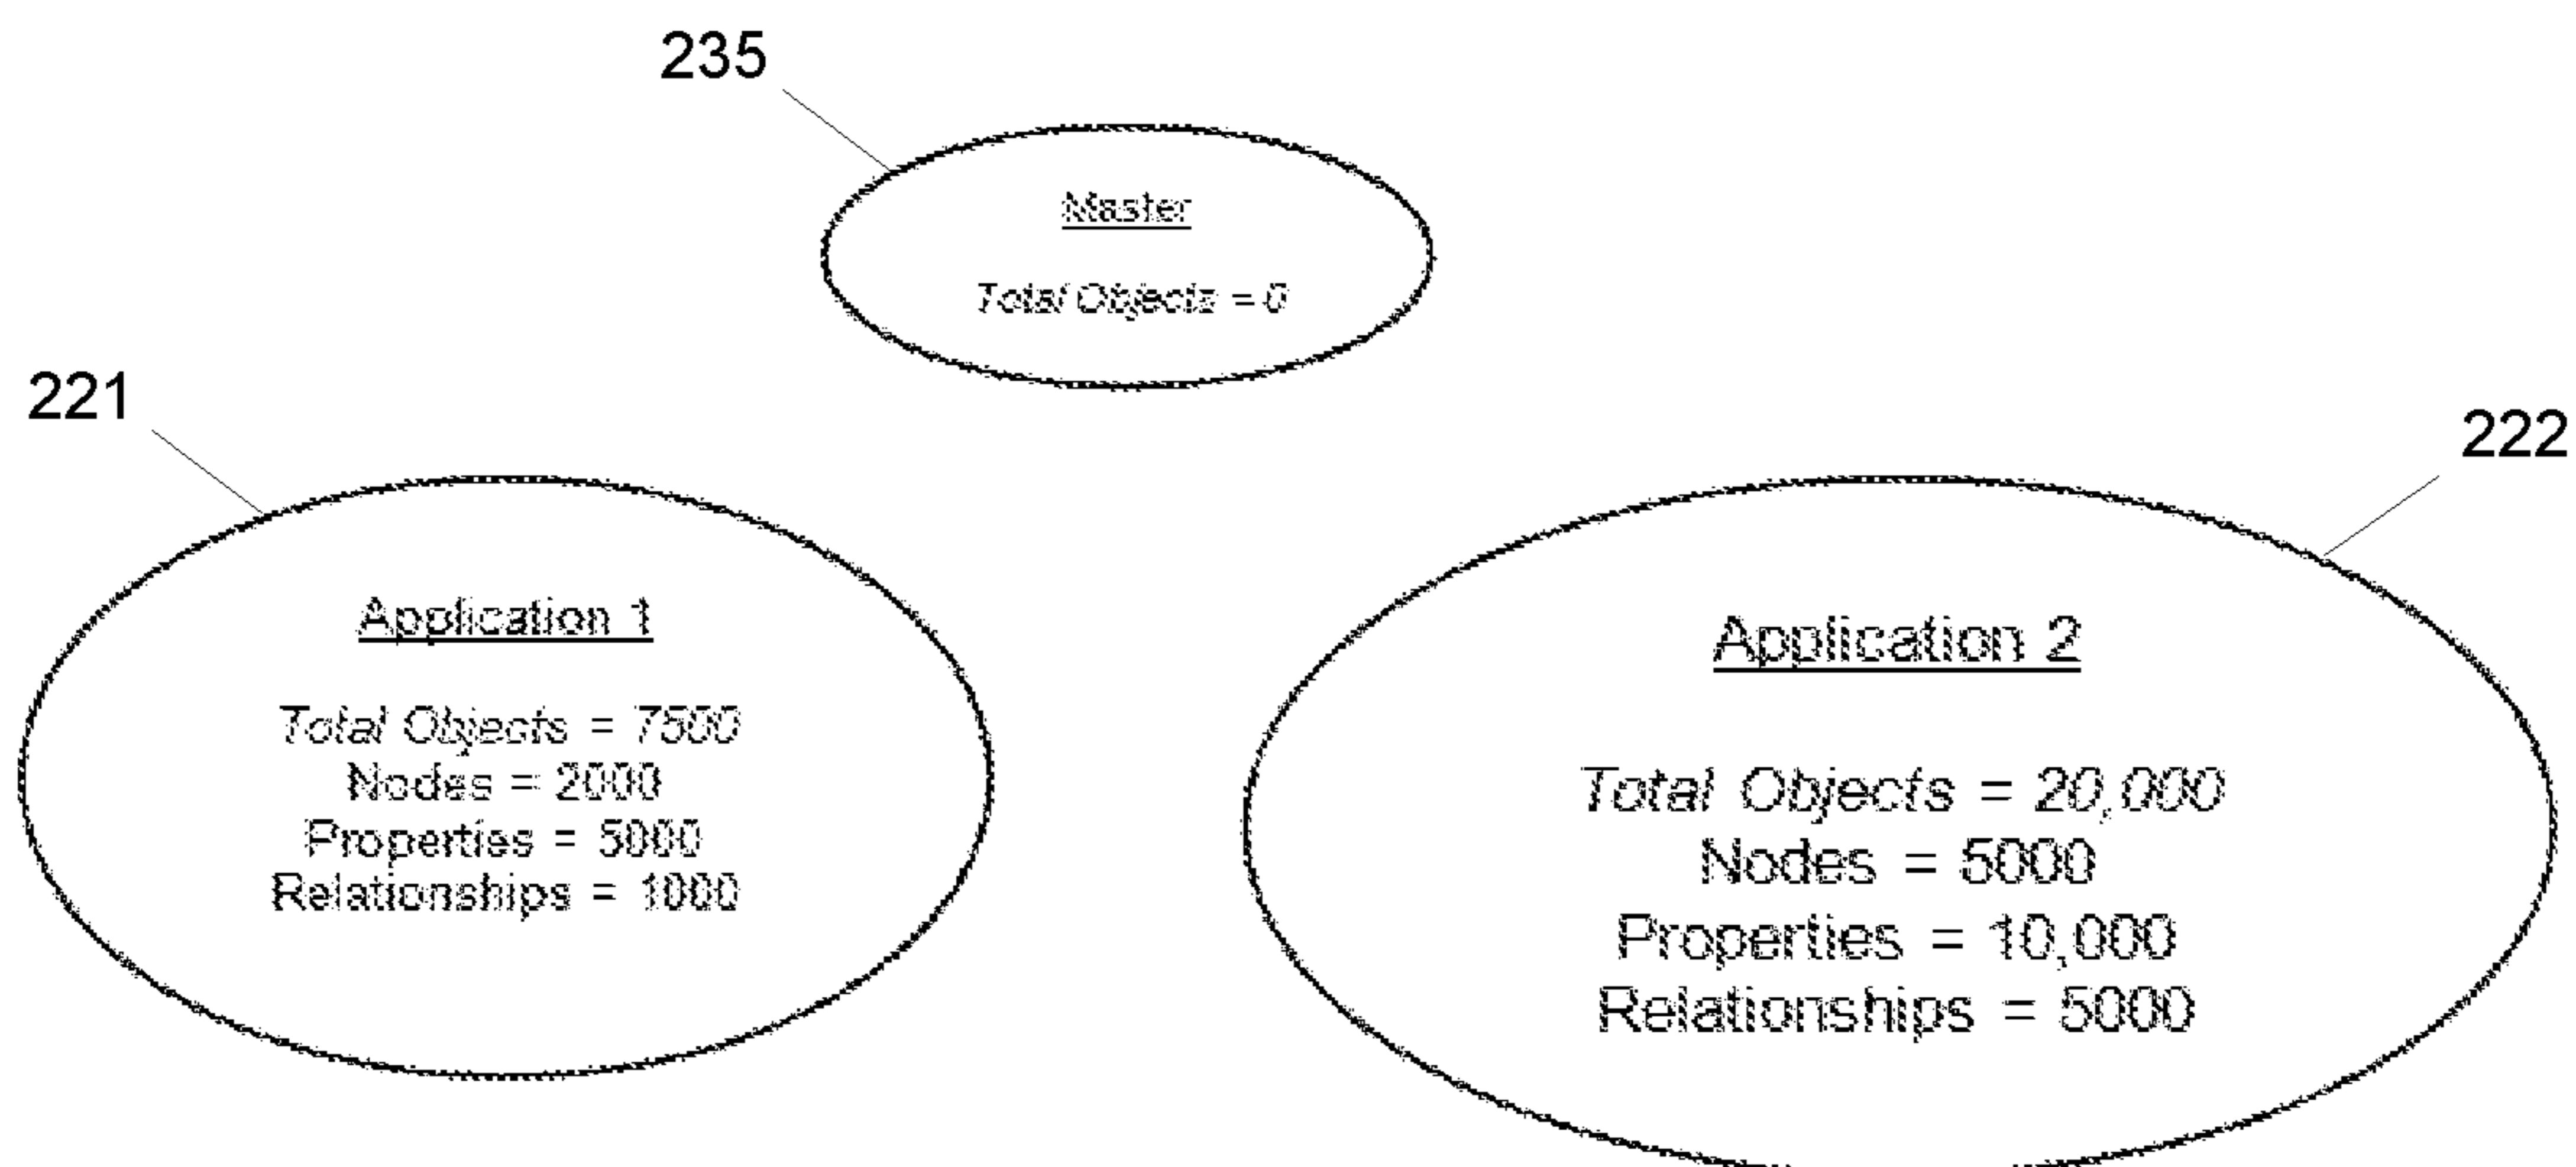 235
Master
Total Objects = 0
221
222
Application 1
Total Objects = 7500
Nodes = 2000
Properties = 5000
Relationships = 1000
Application 2
Total Objects = 20,000
Nodes = 5000
Properties = 10,000
Relationships = 5000